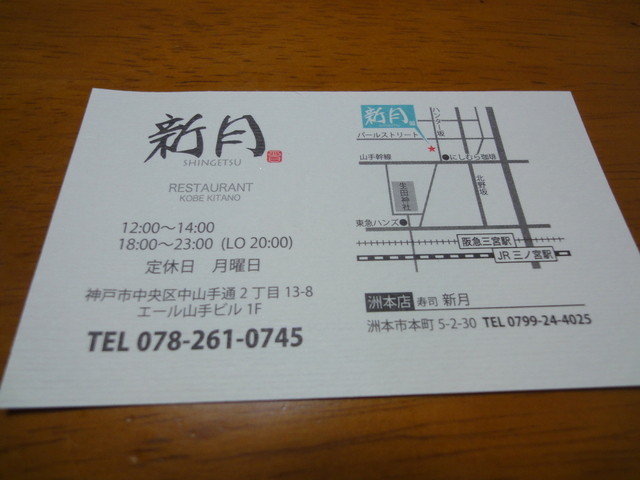 新月
SHINGETSU
RESTAURANT
KOBE KITANO
12:00～14:00
18:00～23:00 (LO 20:00)
定休日 月曜日
神戸市中央区中山手通2丁目13-8
エール山手ビル 1F
TEL 078-261-0745
新月
ハンター坂
パールストリート
山手幹線
にしむら珈琲
生田神社
北野坂
東急ハンズ
阪急三宮駅
JR 三ノ宮駅
洲本店 寿司 新月
洲本市本町 5-2-30 TEL 0799-24-4025